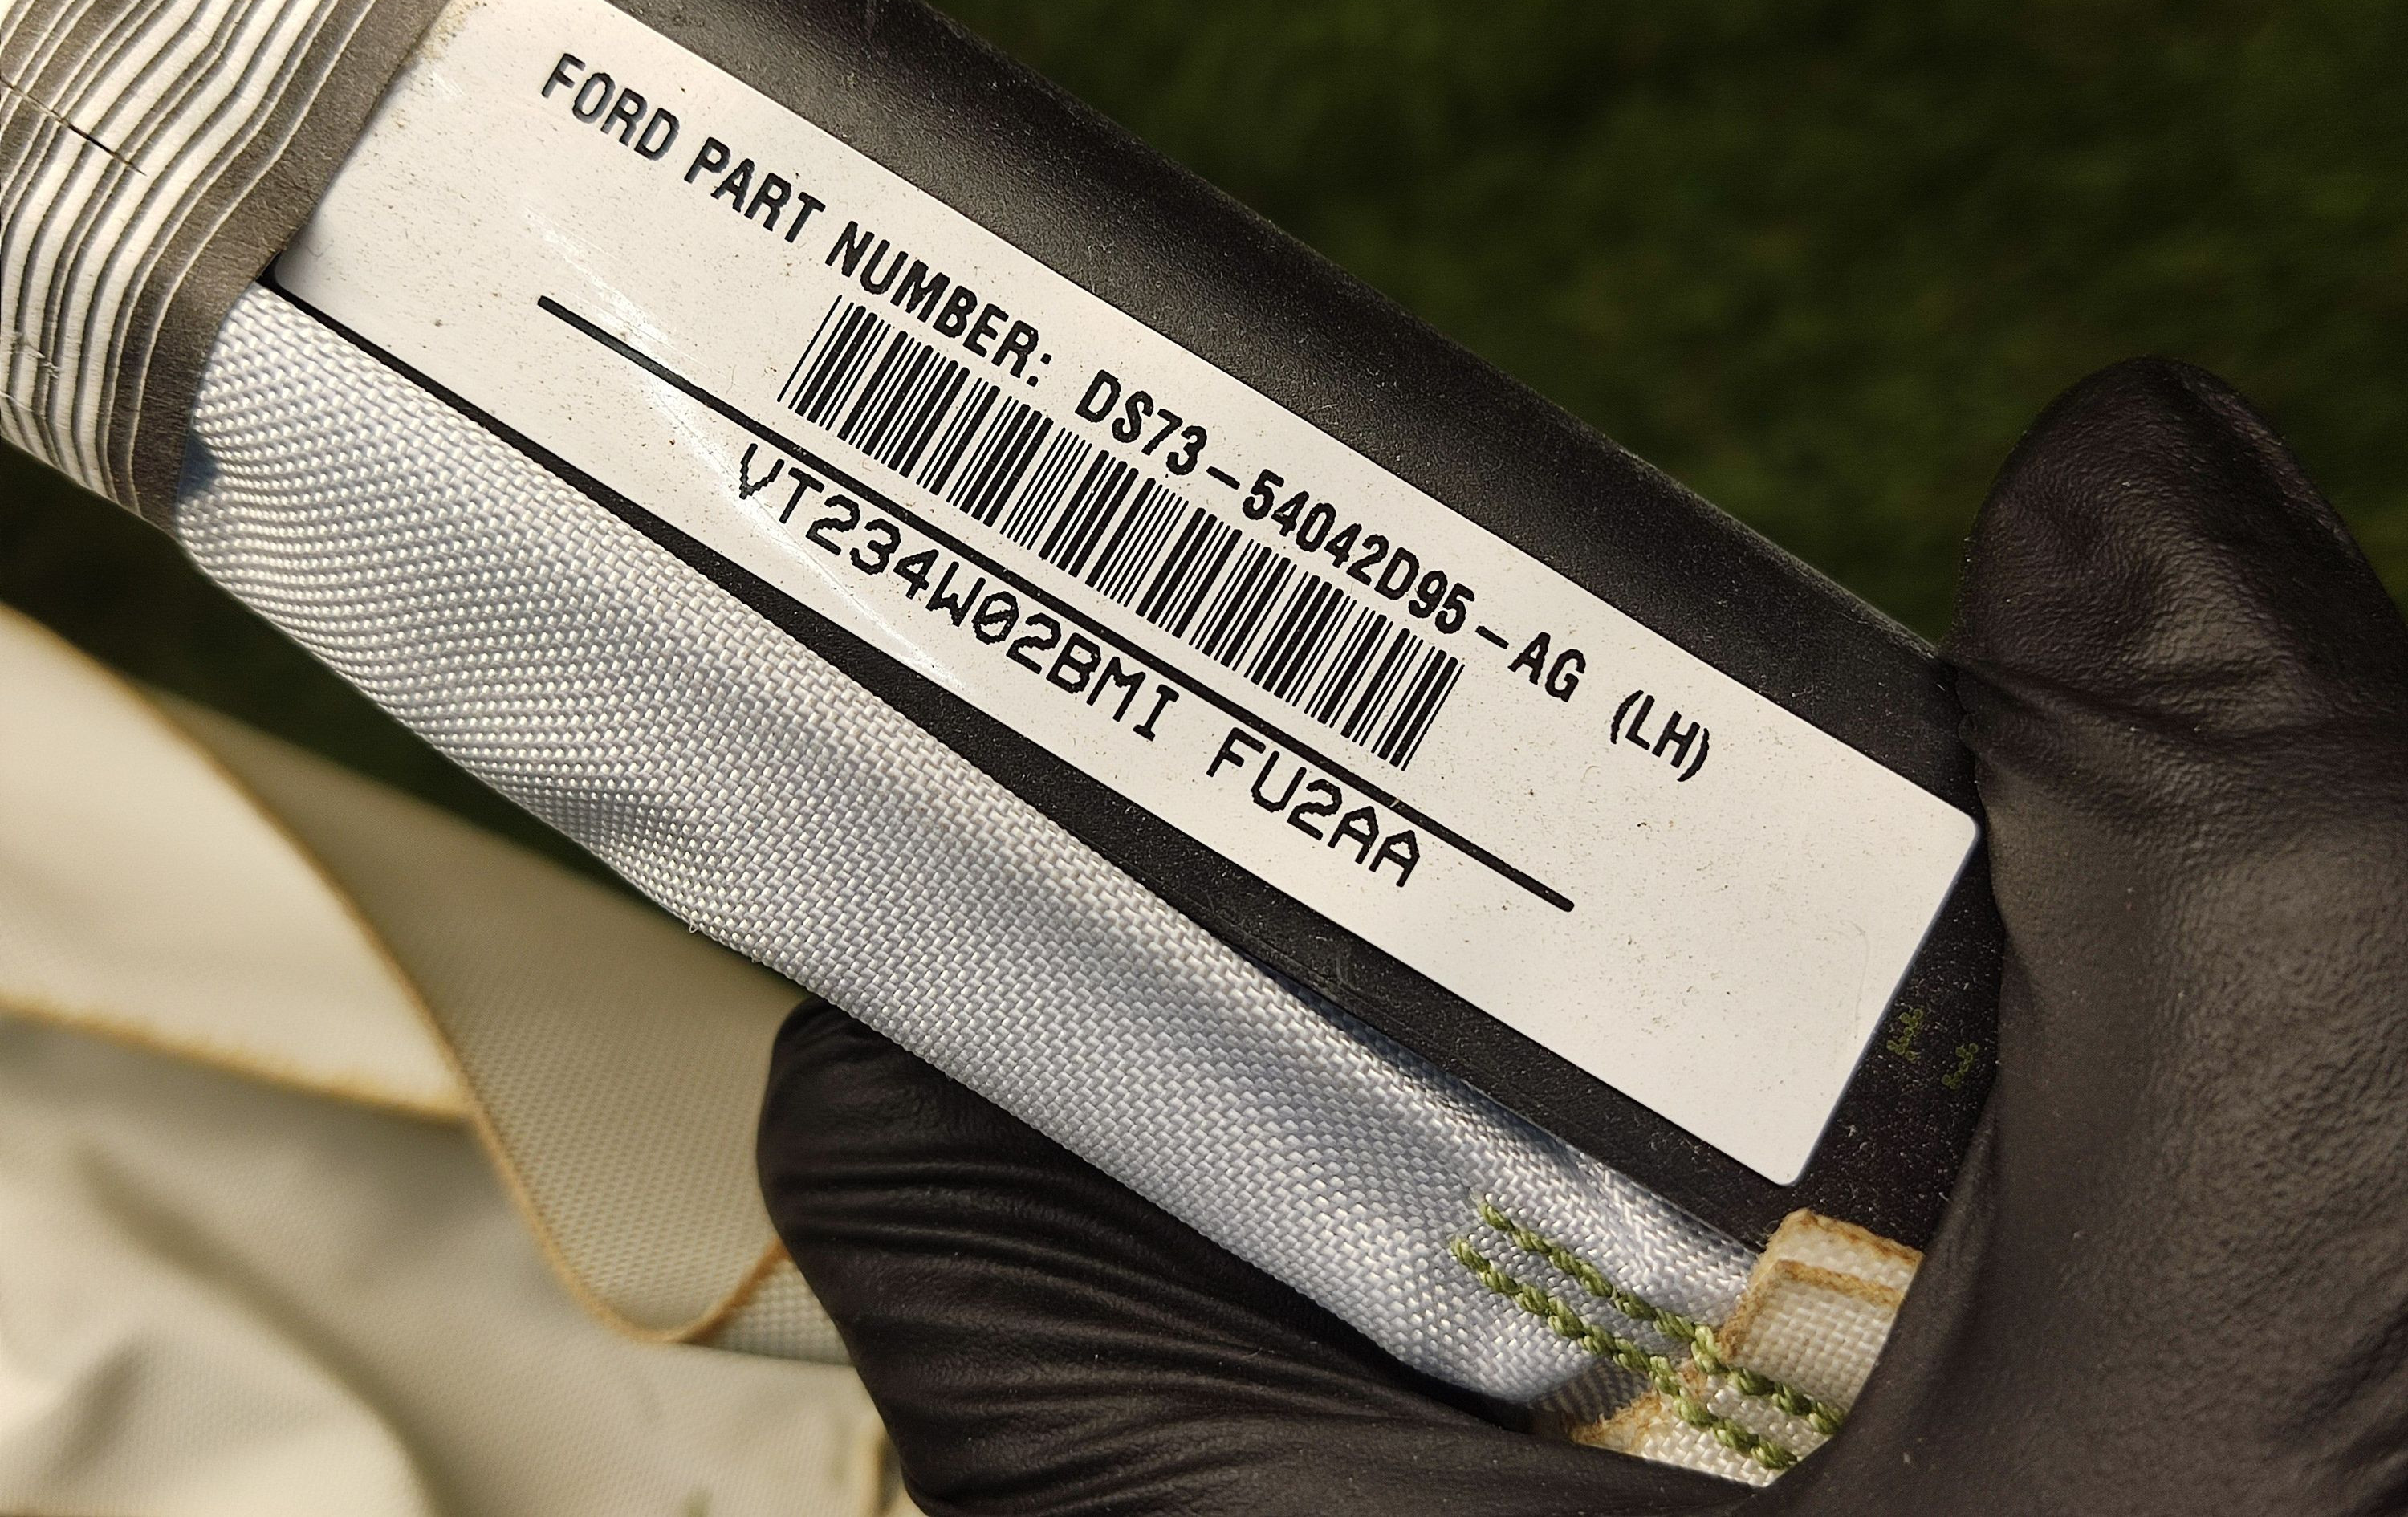 FORD PART NUMBER: DS73-54042D95-AG (LH)
VT234W02BMI FU2AA